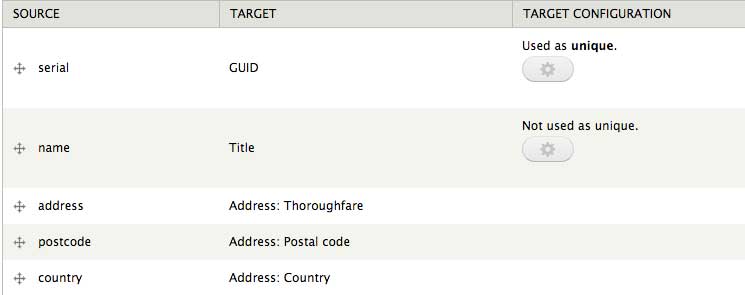 SOURCE TARGET TARGET CONFIGURATION
Used as unique.
serial GUID
Not used as unique.
name Title
address Address: Thoroughfare
postcode Address: Postal code
country Address: Country